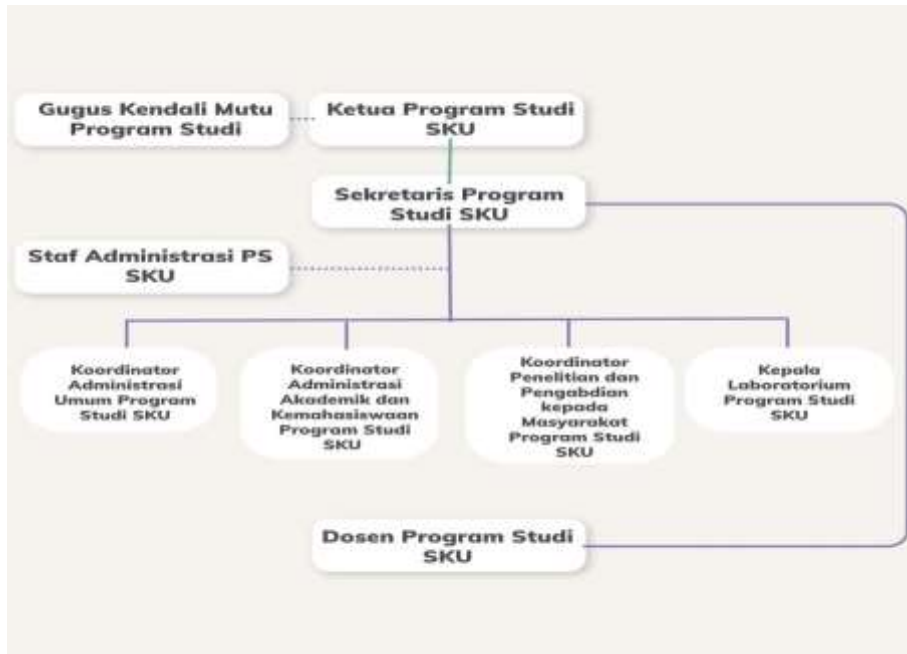 Gugus Kendali Mutu
Program Studi
Ketua Program Studi
SKU
Sekretaris Program
Studi SKU
Staf Administrasi PS
SKU
Koordinator
Administrasi
Umum Program
Studi SKU
Koordinator
Administrasi
Akademik dan
Kemahasiswaan
Program Studi
SKU
Koordinator
Penelitian dan
Pengabdian
kepada
Masyarakat
Program Studi
SKU
Kepala
Laboratorium
Program Studi
SKU
Dosen Program Studi
SKU